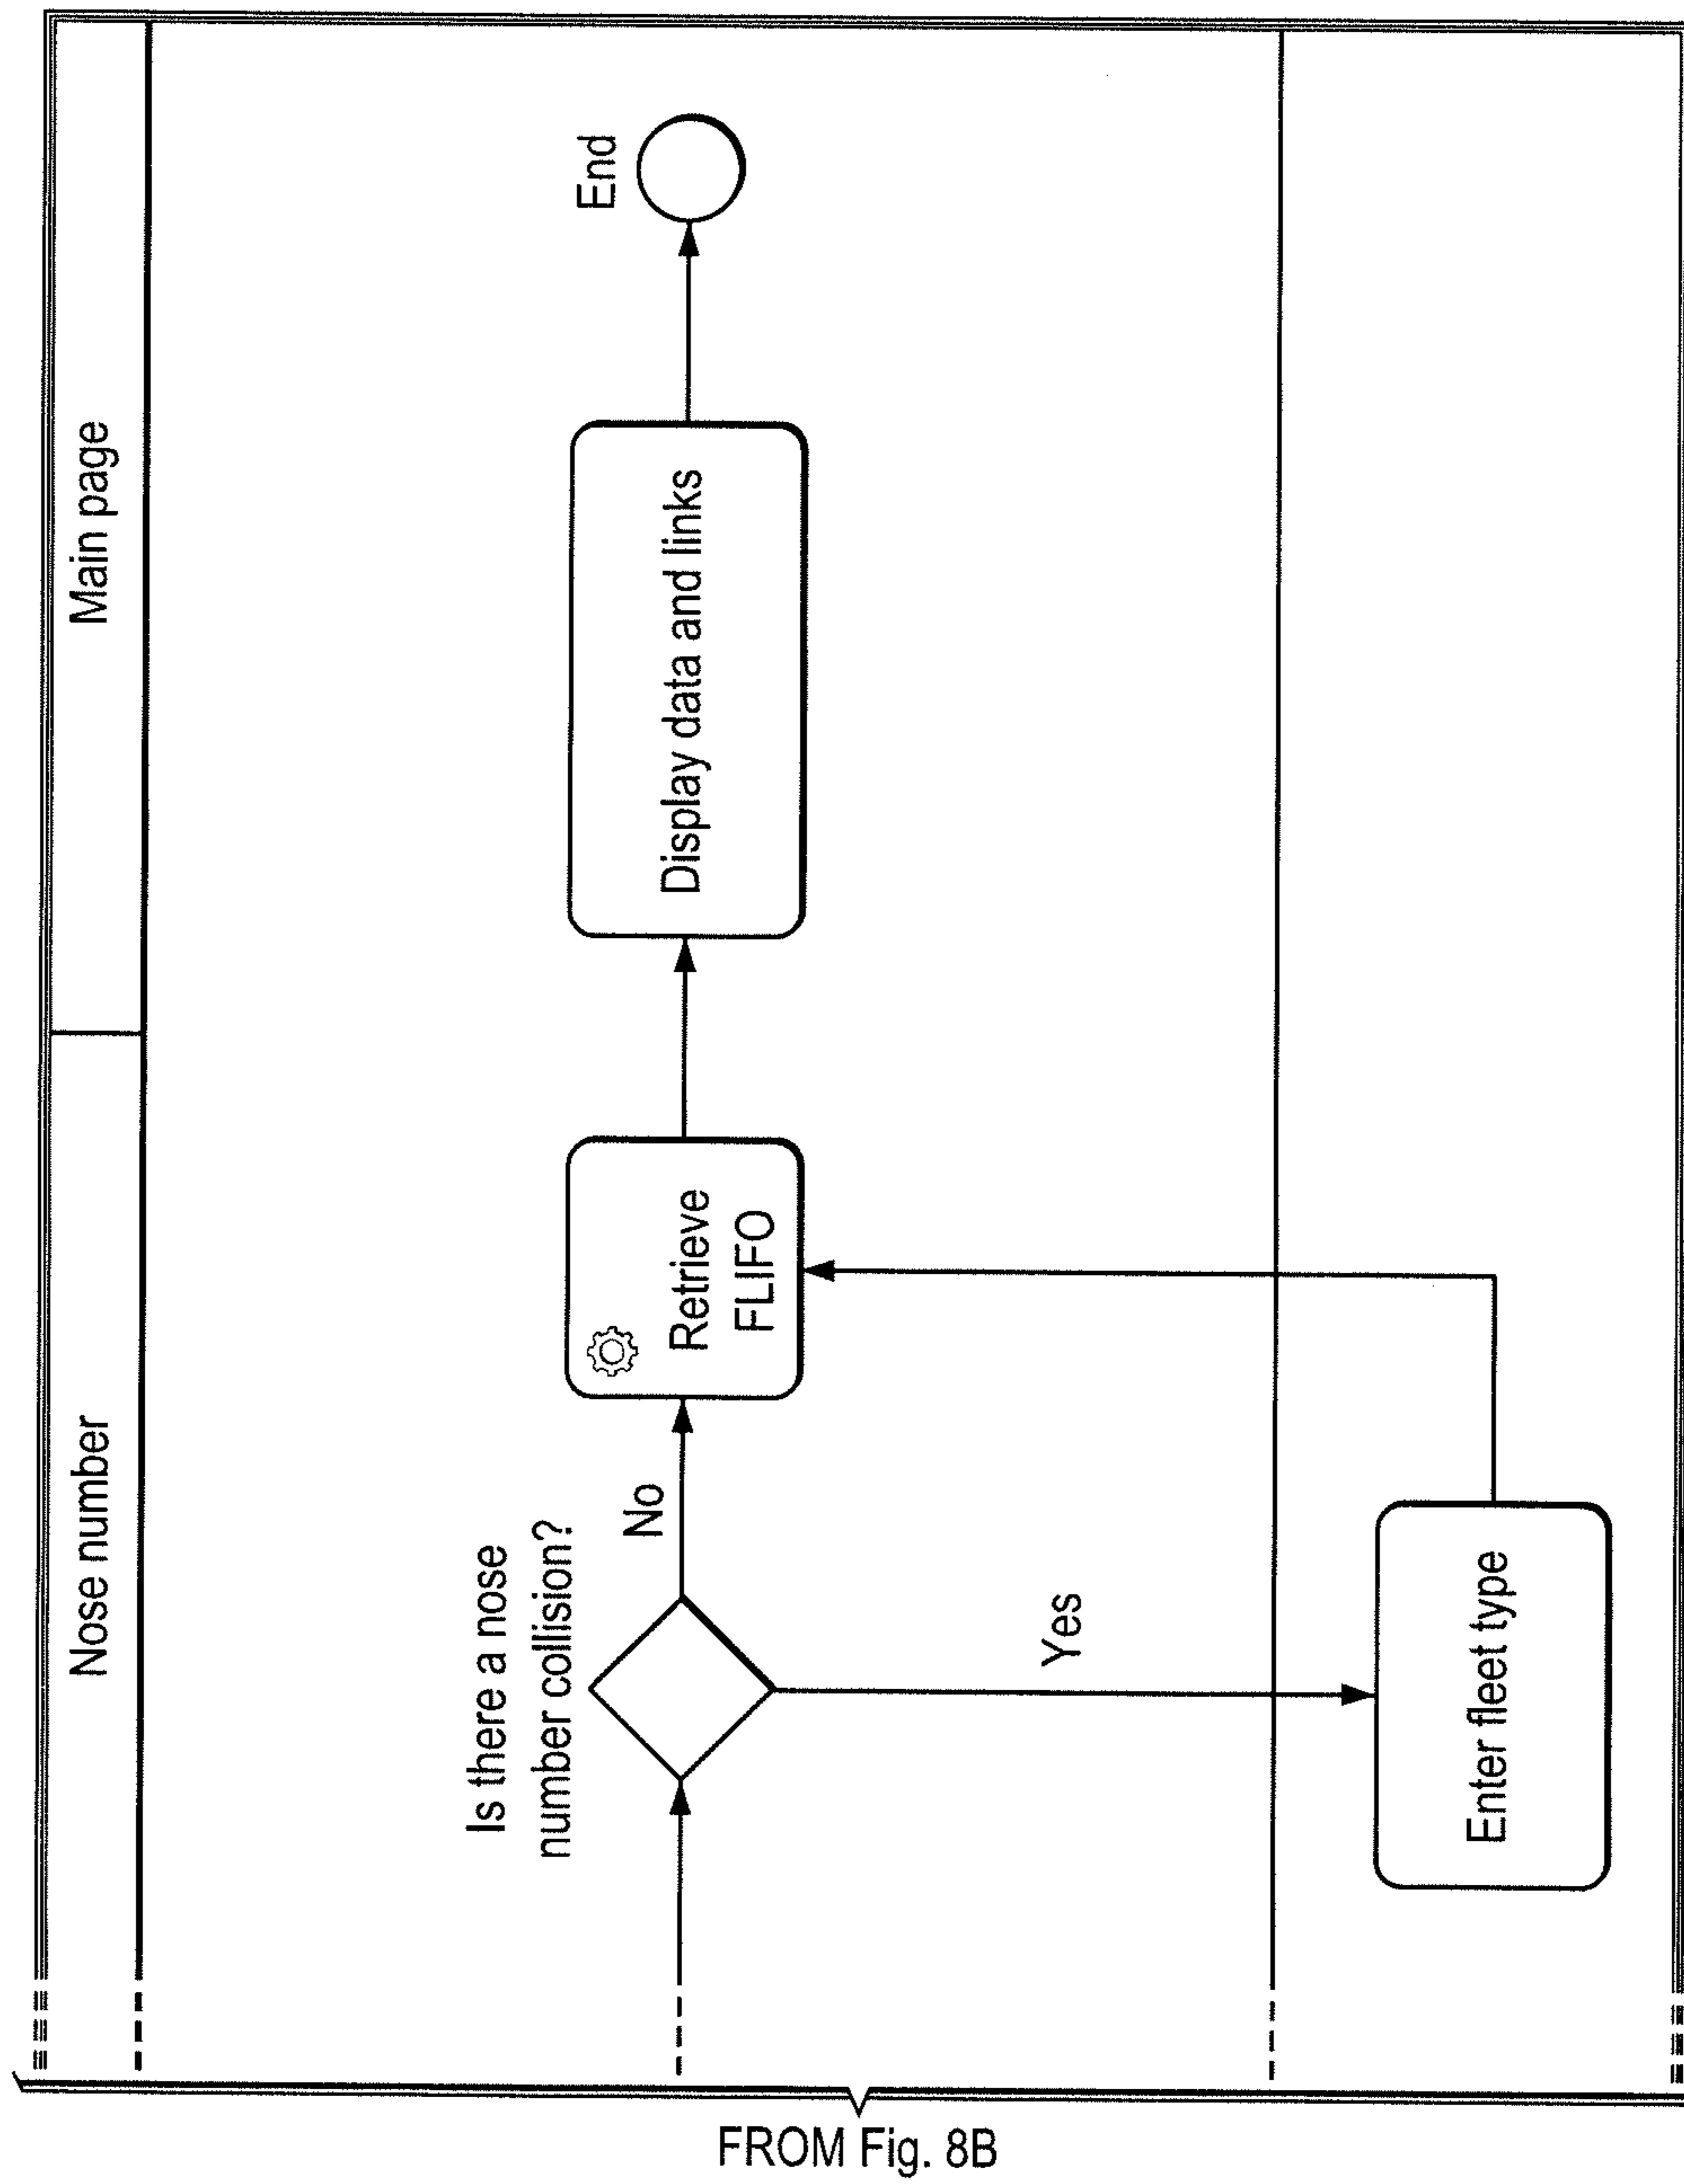 Nose number
Main page
Is there a nose
number collision?
No
Yes
Retrieve
FLIFO
Enter fleet type
Display data and links
End
FROM Fig. 8B